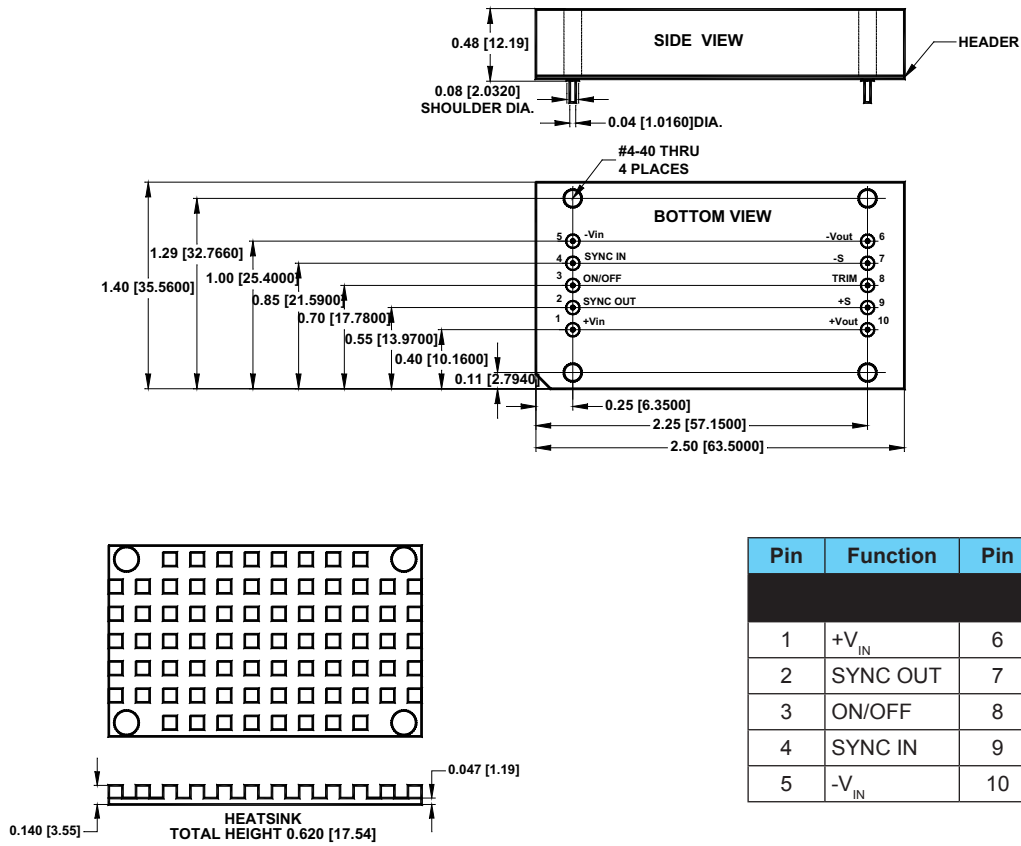 SIDE VIEW
HEADER
0.48 [12.19]
0.08 [2.0320]
SHOULDER DIA.
0.04 [1.0160]DIA.
#4-40 THRU
4 PLACES
BOTTOM VIEW
5 -Vin -Vout 6
4 SYNC IN -S 7
3 ON/OFF TRIM 8
2 SYNC OUT +S 9
1 +Vin +Vout 10
1.29 [32.7660]
1.00 [25.4000]
1.40 [35.5600]
0.85 [21.5900]
0.70 [17.7800]
0.55 [13.9700]
0.40 [10.1600]
0.11 [2.7940]
0.25 [6.3500]
2.25 [57.1500]
2.50 [63.5000]
0.047 [1.19]
0.140 [3.55]
HEATSINK
TOTAL HEIGHT 0.620 [17.54]
Pin Function Pin
1 +VIN 6
2 SYNC OUT 7
3 ON/OFF 8
4 SYNC IN 9
5 -VIN 10